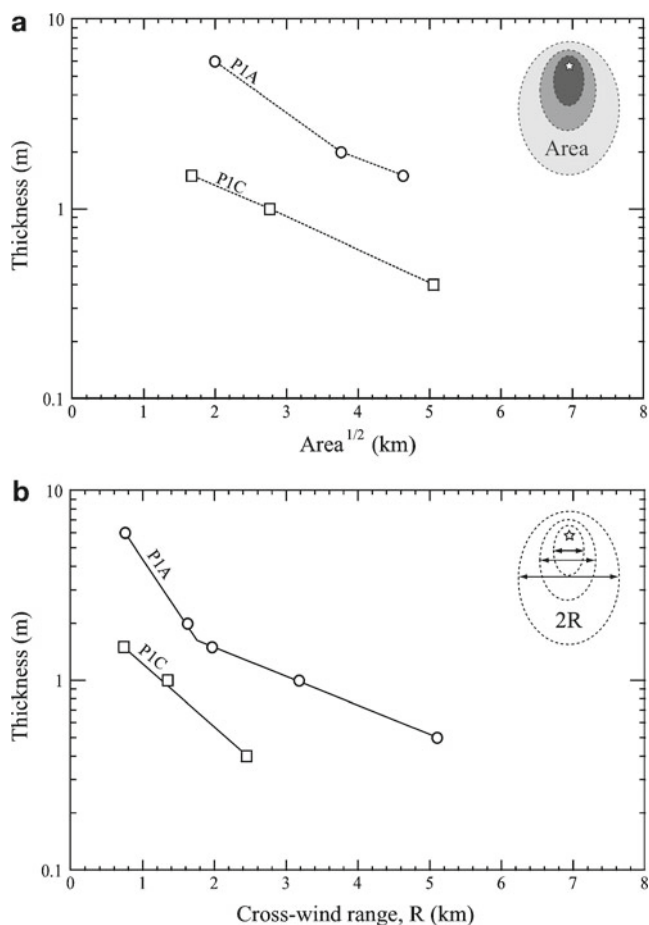 a
10
1
0.1
Thickness (m)
P1A
P1C
Area
0 1 2 3 4 5 6 7 8
Area^{1/2} (km)
b
10
1
0.1
Thickness (m)
P1A
P1C
2R
0 1 2 3 4 5 6 7 8
Cross-wind range, R (km)